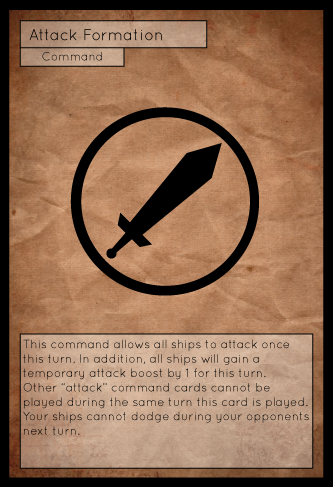 Attack Formation
Command
This command allows all ships to attack once
this turn. In addition, all ships will gain a
temporary attack boost by 1 for this turn.
Other "attack" command cards cannot be
played during the same turn this card is played.
Your ships cannot dodge during your opponents
next turn.